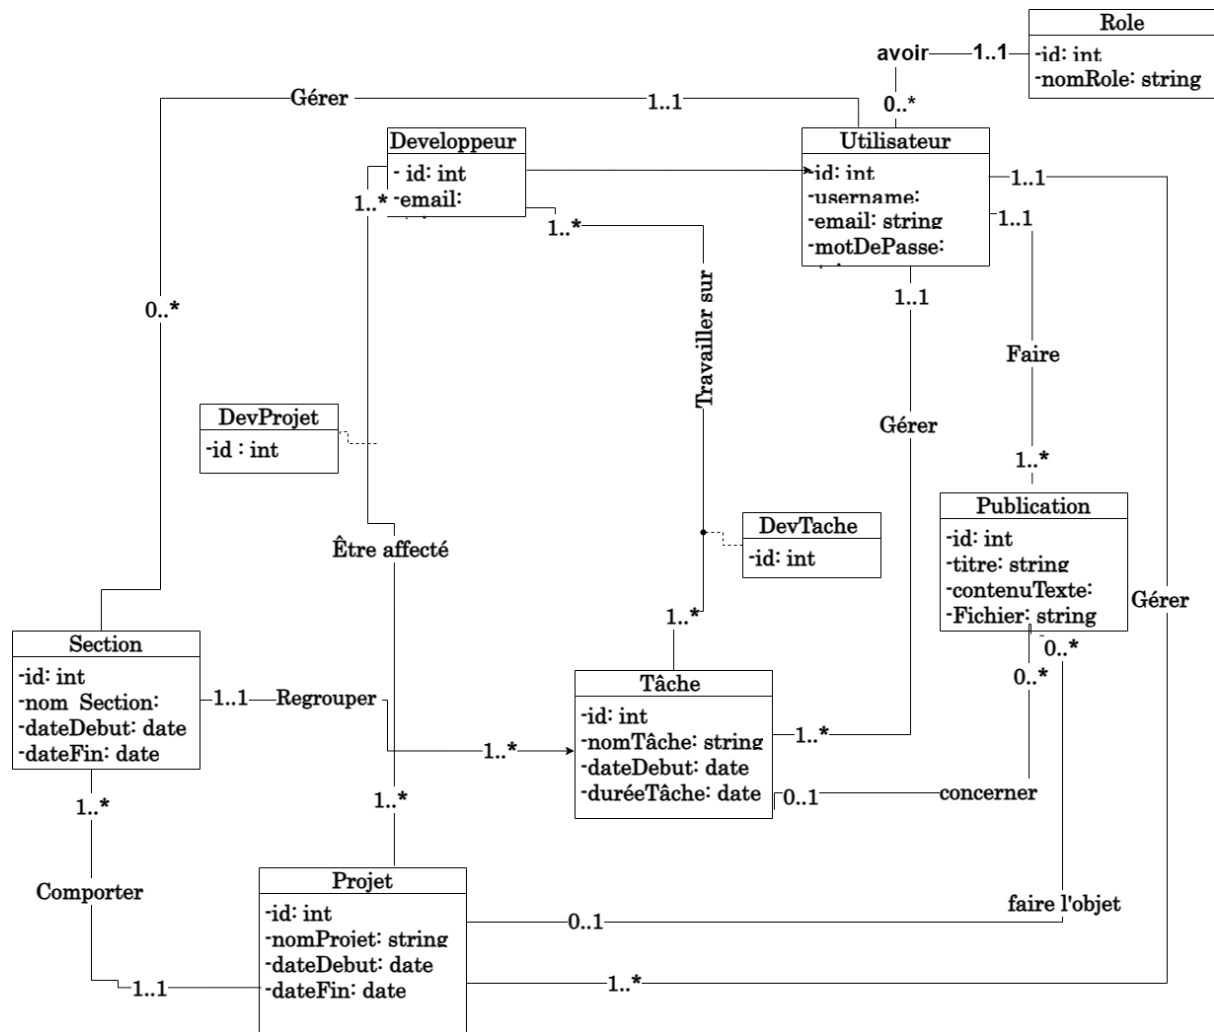 Role
-id: int
-nomRole: string
avoir
1..1
0..*
Gérer
1..1
0..*
Developpeur
- id: int
-email:
1..*
1..*
Utilisateur
-id: int
-username:
-email: string
-motDePasse:
1..1
1..1
1..1
Travailler sur
Faire
Gérer
1..*
DevProjet
-id : int
Être affecté
DevTache
-id: int
Publication
-id: int
-titre: string
-contenuTexte:
-Fichier: string
Gérer
0..*
0..*
1..*
Section
-id: int
-nom Section:
-dateDebut: date
-dateFin: date
1..1
Regrouper
1..*
Tâche
-id: int
-nomTâche: string
-dateDebut: date
-duréeTâche: date
1..*
0..1
concerner
1..*
1..*
Comporter
1..1
Projet
-id: int
-nomProjet: string
-dateDebut: date
-dateFin: date
0..1
faire l'objet
1..*